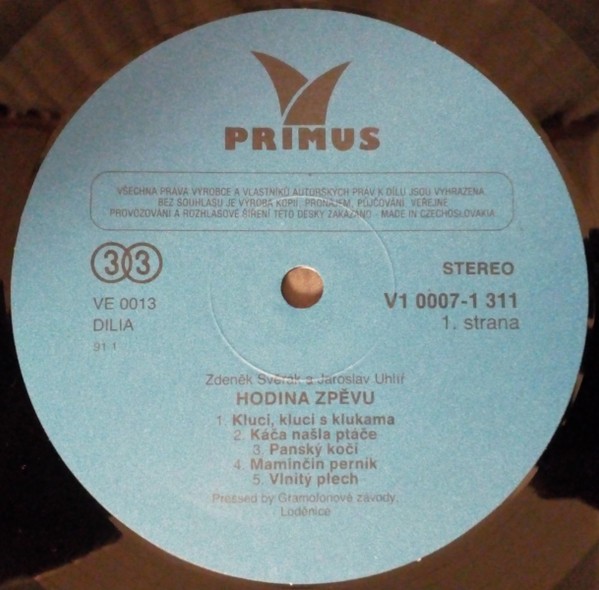 PRIMUS
VŠECHNA PRÁVA VÝROBCE A VLASTNÍKŮ AUTORSKÝCH PRÁV K DÍLU JSOU VYHRAZENA.
BEZ SOUHLASU JE VÝROBA KOPIÍ, PRONÁJEM, PŮJČOVÁNÍ, VEŘEJNÉ
PROVOZOVÁNÍ A ROZHLASOVÉ ŠÍŘENÍ TÉTO DESKY ZAKÁZÁNO - MADE IN CZECHOSLOVAKIA
33
STEREO
VE 0013
V1 0007-1 311
DILIA
1. strana
91 1
Zdeněk Svěrák a Jaroslav Uhlíř
HODINA ZPĚVU
1. Kluci, kluci s klukama
2. Káča našla ptáče
3. Panský kočí
4. Maminčin perník
5. Vlnitý plech
Pressed by Gramofonové závody,
Loděnice